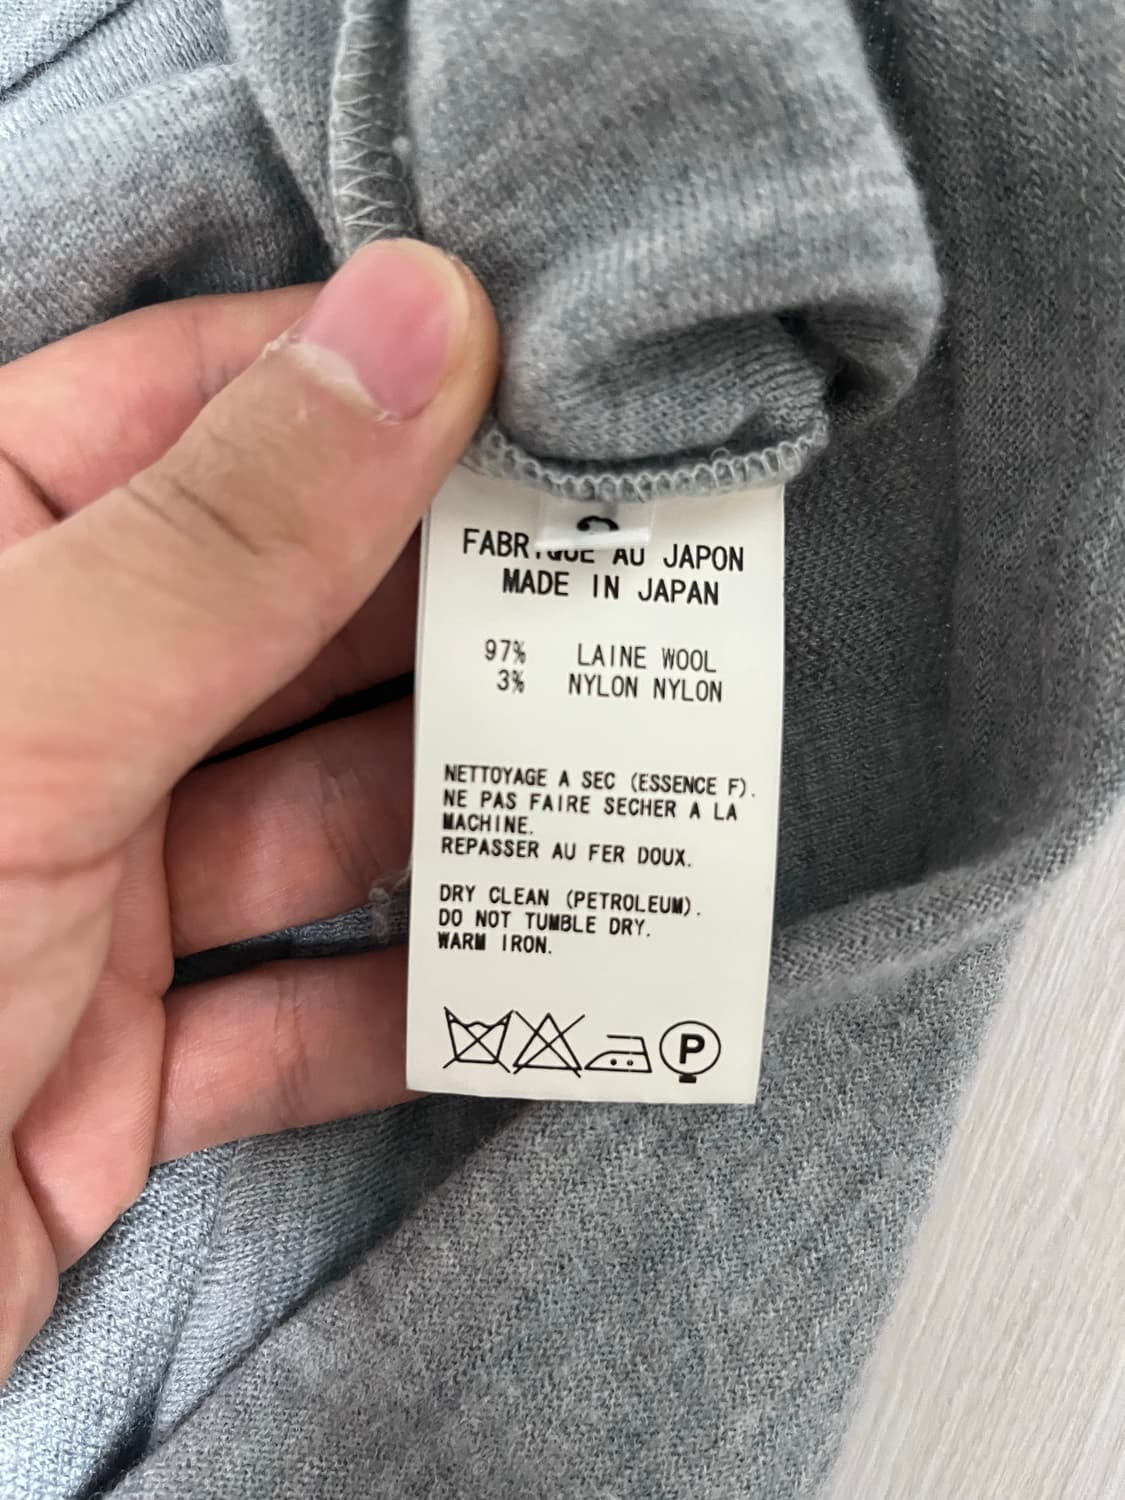 AU JAPON
MADE IN JAPAN
97% LAINE WOOL
3% NYLON NYLON
NETTOYAGE A SEC (ESSENCE F).
NE PAS FAIRE SECHER A LA
MACHINE.
REPASSER AU FER DOUX.
DRY CLEAN (PETROLEUM).
DO NOT TUMBLE DRY.
WARM IRON.
P